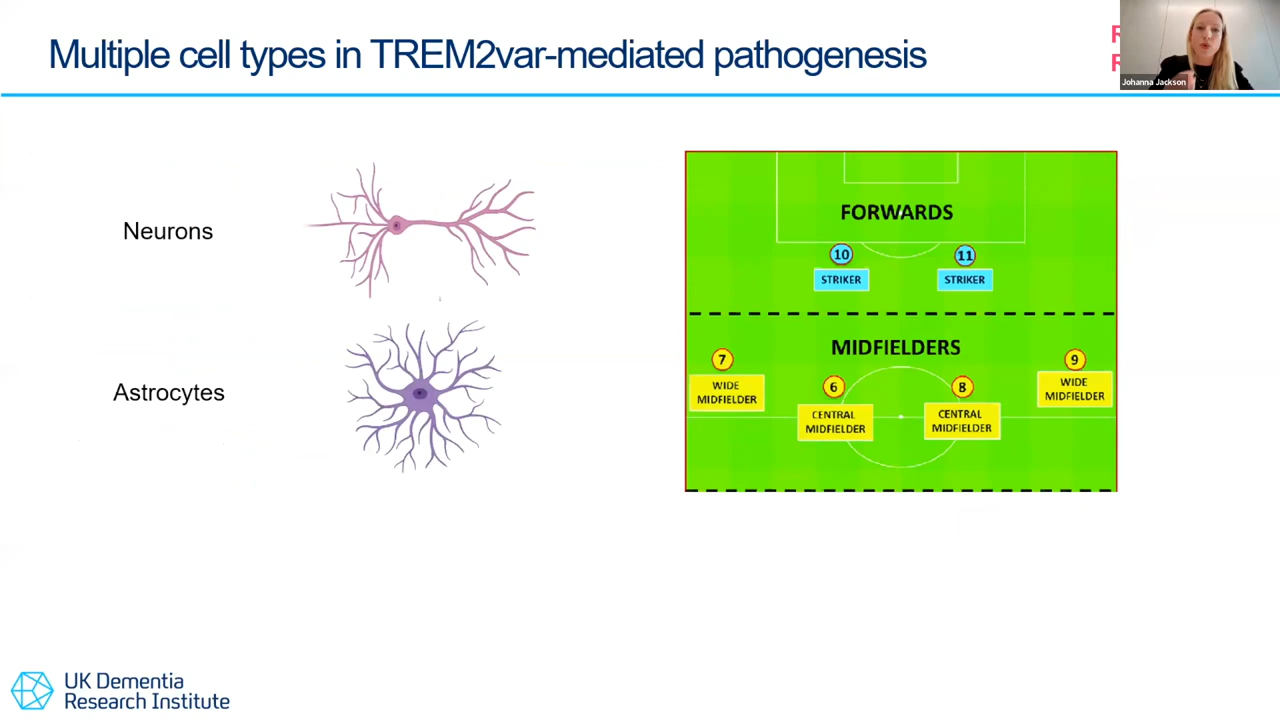 Multiple cell types in TREM2var-mediated pathogenesis
R
R
Johanna Jackson
Neurons
Astrocytes
FORWARDS
10
11
STRIKER
STRIKER
MIDFIELDERS
7
9
WIDE
MIDFIELDER
6
8
WIDE
MIDFIELDER
CENTRAL
MIDFIELDER
CENTRAL
MIDFIELDER
UK Dementia
Research Institute